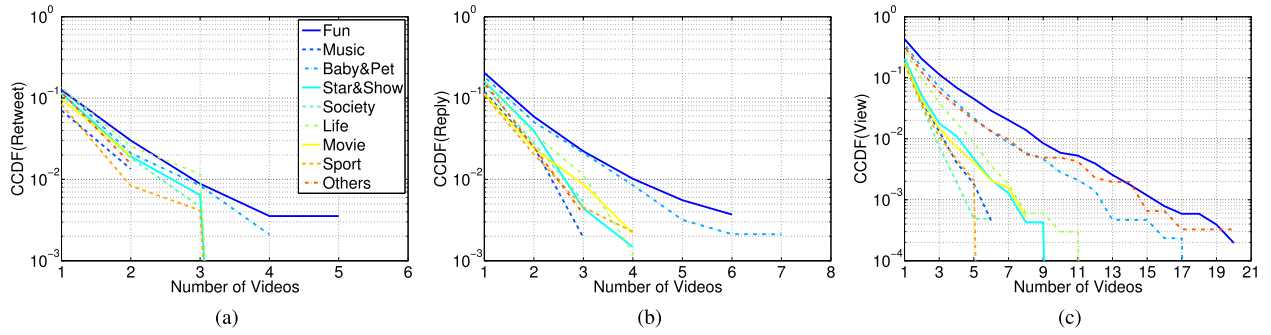 10^0
10^-1
10^-2
10^-3
CCDF(Retweet)
1 2 3 4 5 6
Number of Videos
Fun
Music
Baby&Pet
Star&Show
Society
Life
Movie
Sport
Others
(a)
10^0
10^-1
10^-2
10^-3
CCDF(Reply)
1 2 3 4 5 6 7 8
Number of Videos
(b)
10^0
10^-1
10^-2
10^-3
10^-4
CCDF(View)
1 3 5 7 9 11 13 15 17 19 21
Number of Videos
(c)